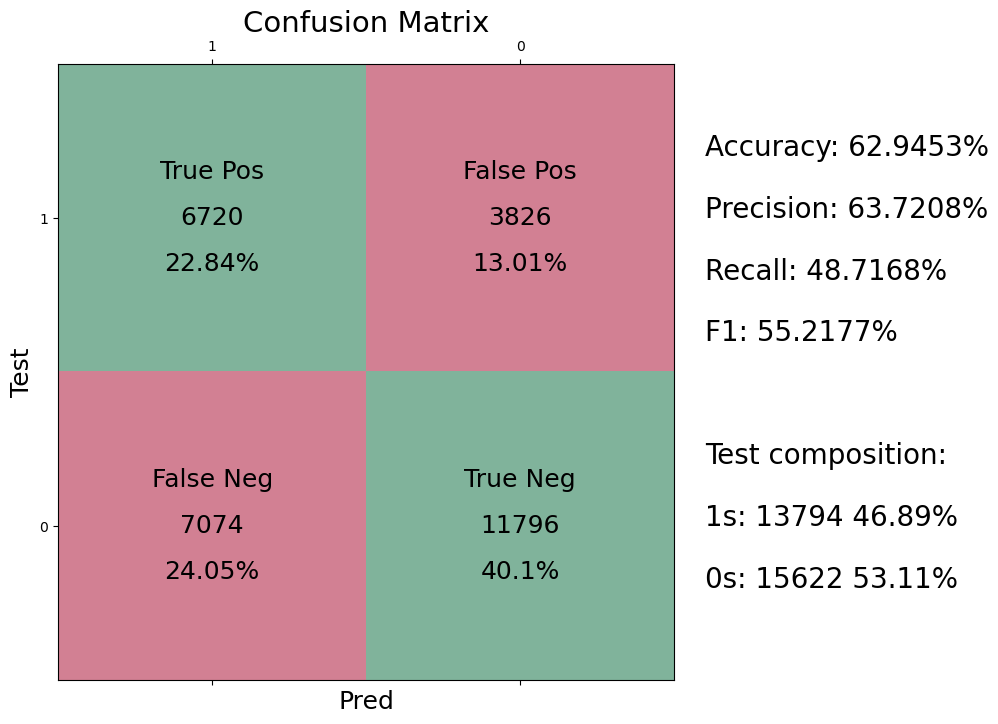 Confusion Matrix
1
0
1
True Pos
6720
22.84%
False Pos
3826
13.01%
Test
0
False Neg
7074
24.05%
True Neg
11796
40.1%
Pred
Accuracy: 62.9453%
Precision: 63.7208%
Recall: 48.7168%
F1: 55.2177%
Test composition:
1s: 13794 46.89%
0s: 15622 53.11%